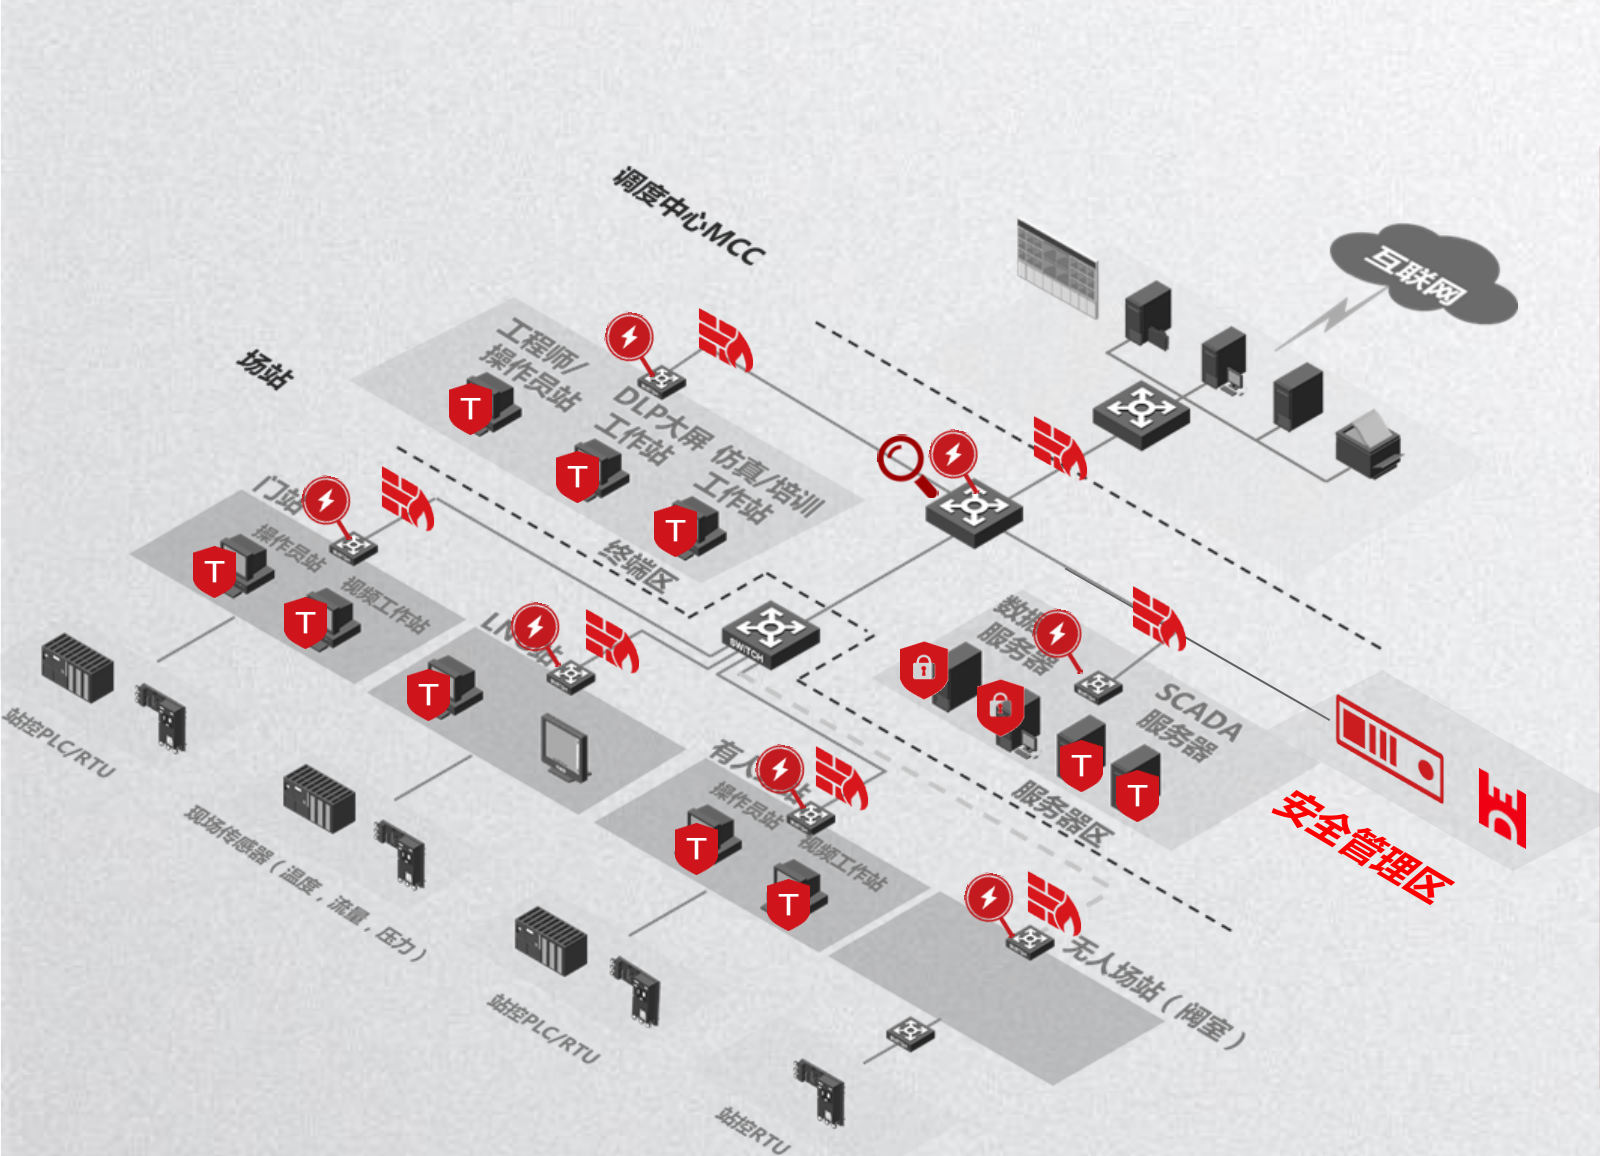 调度中心MCC
互联网
场站
工程师/
操作员站
DLP大屏
工作站
仿真/培训
工作站
终端区
门站
操作员站
视频工作站
SWITCH
数据
服务器
SCADA
服务器
服务器区
安全管理区
站控PLC/RTU
有人
操作员站
视频工作站
现场传感器（温度，流量，压力）
无人场站（阀室）
站控PLC/RTU
站控RTU
T
T
T
T
T
T
T
T
T
T
DE